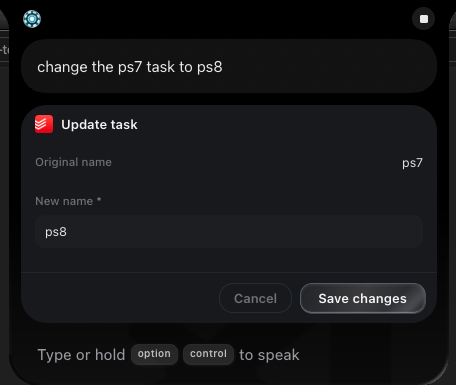 change the ps7 task to ps8
Update task
Original name ps7
New name *
ps8
Cancel Save changes
Type or hold option control to speak